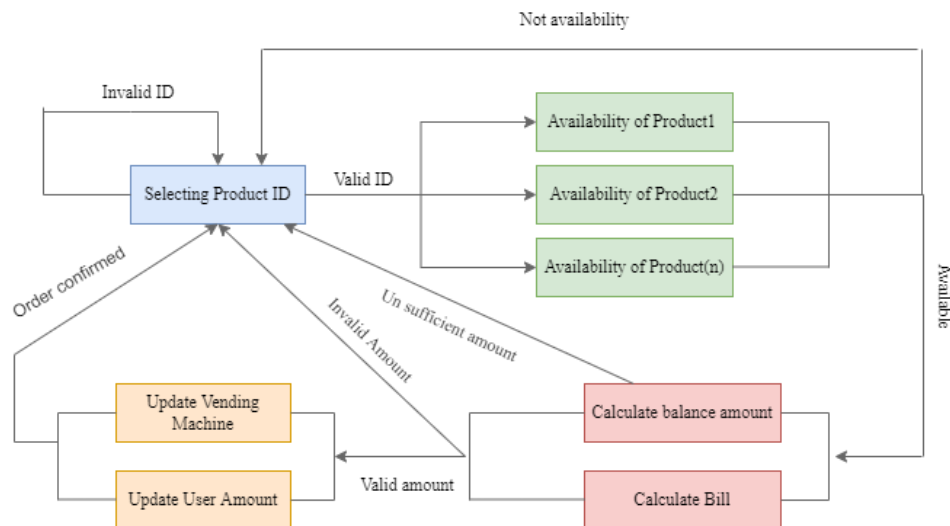 Not availability
Invalid ID
Availability of Product1
Selecting Product ID
Valid ID
Availability of Product2
Availability of Product(n)
Order confirmed
Invalid Amount
Un sufficient amount
Available
Update Vending
Machine
Calculate balance amount
Valid amount
Update User Amount
Calculate Bill